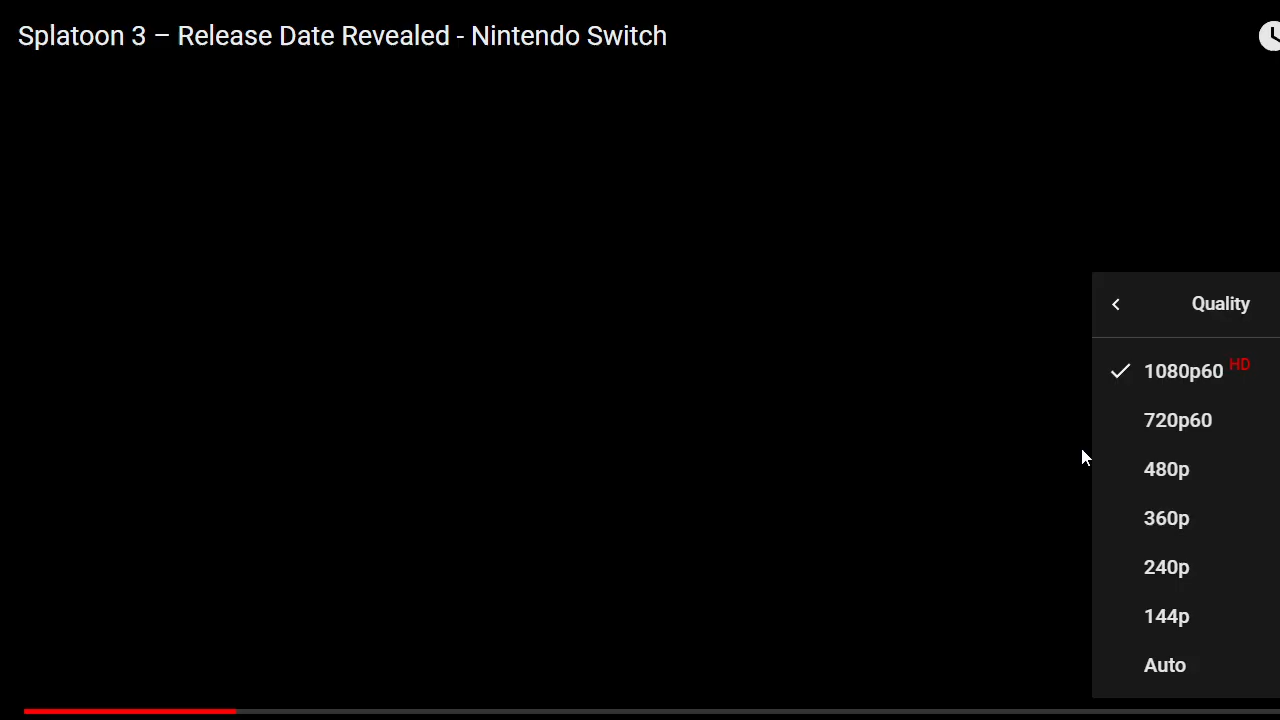 Splatoon 3 – Release Date Revealed - Nintendo Switch
Quality
1080p60 HD
720p60
480p
360p
240p
144p
Auto